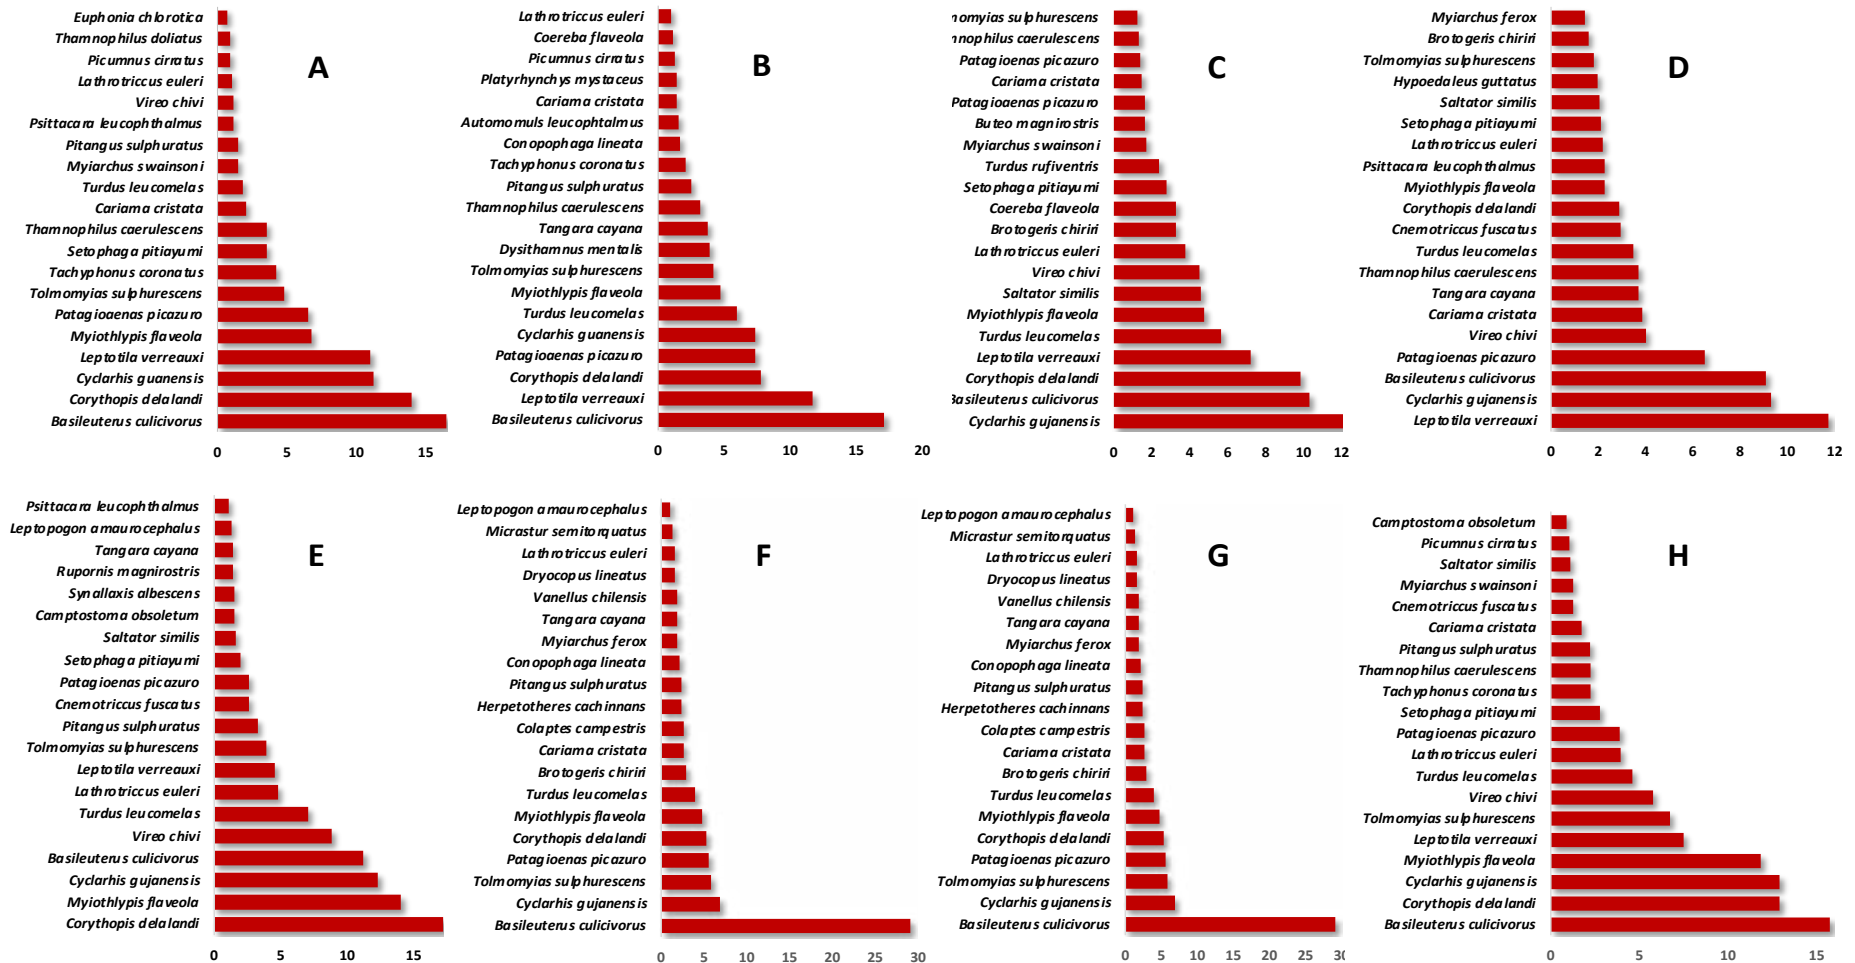 A
Euphonia chlorotica
Thamnophilus doliatus
Picumnus cirratus
Lathrotriccus euleri
Vireo chivi
Psittacara leucophthalmus
Pitangus sulphuratus
Myiarchus swainsoni
Turdus leucomelas
Cariama cristata
Thamnophilus caerulescens
Setophaga pitiayumi
Tachyphonus coronatus
Tolmomyias sulphurescens
Patagioaenas picazuro
Myiothlypis flaveola
Leptotila verreauxi
Cyclarhis guanensis
Corythopis delalandi
Basileuterus culicivorus
0 5 10 15
B
Lathrotriccus euleri
Coereba flaveola
Picumnus cirratus
Platyrhynchys mystaceus
Cariama cristata
Automomuls leucophtalmus
Conopophaga lineata
Tachyphonus coronatus
Pitangus sulphuratus
Thamnophilus caerulescens
Tangara cayana
Dysithamnus mentalis
Tolmomyias sulphurescens
Myiothlypis flaveola
Turdus leucomelas
Cyclarhis guanensis
Patagioaenas picazuro
Corythopis delalandi
Leptotila verreauxi
Basileuterus culicivorus
0 5 10 15 20
C
nomyias sulphurescens
nnophilus caerulescens
Patagioenas picazuro
Cariama cristata
Patagioaenas picazuro
Buteo magnirostris
Myiarchus swainsoni
Turdus rufiventris
Setophaga pitiayumi
Coereba flaveola
Brotogeris chiriri
Lathrotriccus euleri
Vireo chivi
Saltator similis
Myiothlypis flaveola
Turdus leucomelas
Leptotila verreauxi
Corythopis delalandi
Basileuterus culicivorus
Cyclarhis gujanensis
0 2 4 6 8 10 12
D
Myiarchus ferox
Brotogeris chiriri
Tolmomyias sulphurescens
Hypoedaleus guttatus
Saltator similis
Setophaga pitiayumi
Lathrotriccus euleri
Psittacara leucophthalmus
Myiothlypis flaveola
Corythopis delalandi
Cnemotriccus fuscatus
Turdus leucomelas
Thamnophilus caerulescens
Tangara cayana
Cariama cristata
Vireo chivi
Patagioenas picazuro
Basileuterus culicivorus
Cyclarhis gujanensis
Leptotila verreauxi
0 2 4 6 8 10 12
E
Psittacara leucophthalmus
Leptopogon amaurocephalus
Tangara cayana
Rupornis magnirostris
Synallaxis albescens
Camptostoma obsoletum
Saltator similis
Setophaga pitiayumi
Patagioenas picazuro
Cnemotriccus fuscatus
Pitangus sulphuratus
Tolmomyias sulphurescens
Leptotila verreauxi
Lathrotriccus euleri
Turdus leucomelas
Vireo chivi
Basileuterus culicivorus
Cyclarhis gujanensis
Myiothlypis flaveola
Corythopis delalandi
0 5 10 15
F
Leptopogon amaurocephalus
Micrastur semitorquatus
Lathrotriccus euleri
Dryocopus lineatus
Vanellus chilensis
Tangara cayana
Myiarchus ferox
Conopophaga lineata
Pitangus sulphuratus
Herpetotheres cachinnans
Colaptes campestris
Cariama cristata
Brotogeris chiriri
Turdus leucomelas
Myiothlypis flaveola
Corythopis delalandi
Patagioenas picazuro
Tolmomyias sulphurescens
Cyclarhis gujanensis
Basileuterus culicivorus
0 5 10 15 20 25 30
G
Leptopogon amaurocephalus
Micrastur semitorquatus
Lathrotriccus euleri
Dryocopus lineatus
Vanellus chilensis
Tangara cayana
Myiarchus ferox
Conopophaga lineata
Pitangus sulphuratus
Herpetotheres cachinnans
Colaptes campestris
Cariama cristata
Brotogeris chiriri
Turdus leucomelas
Myiothlypis flaveola
Corythopis delalandi
Patagioenas picazuro
Tolmomyias sulphurescens
Cyclarhis gujanensis
Basileuterus culicivorus
0 5 10 15 20 25 30
H
Camptostoma obsoletum
Picumnus cirratus
Saltator similis
Myiarchus swainsoni
Cnemotriccus fuscatus
Cariama cristata
Pitangus sulphuratus
Thamnophilus caerulescens
Tachyphonus coronatus
Setophaga pitiayumi
Patagioenas picazuro
Lathrotriccus euleri
Turdus leucomelas
Vireo chivi
Tolmomyias sulphurescens
Leptotila verreauxi
Myiothlypis flaveola
Cyclarhis gujanensis
Corythopis delalandi
Basileuterus culicivorus
0 5 10 15